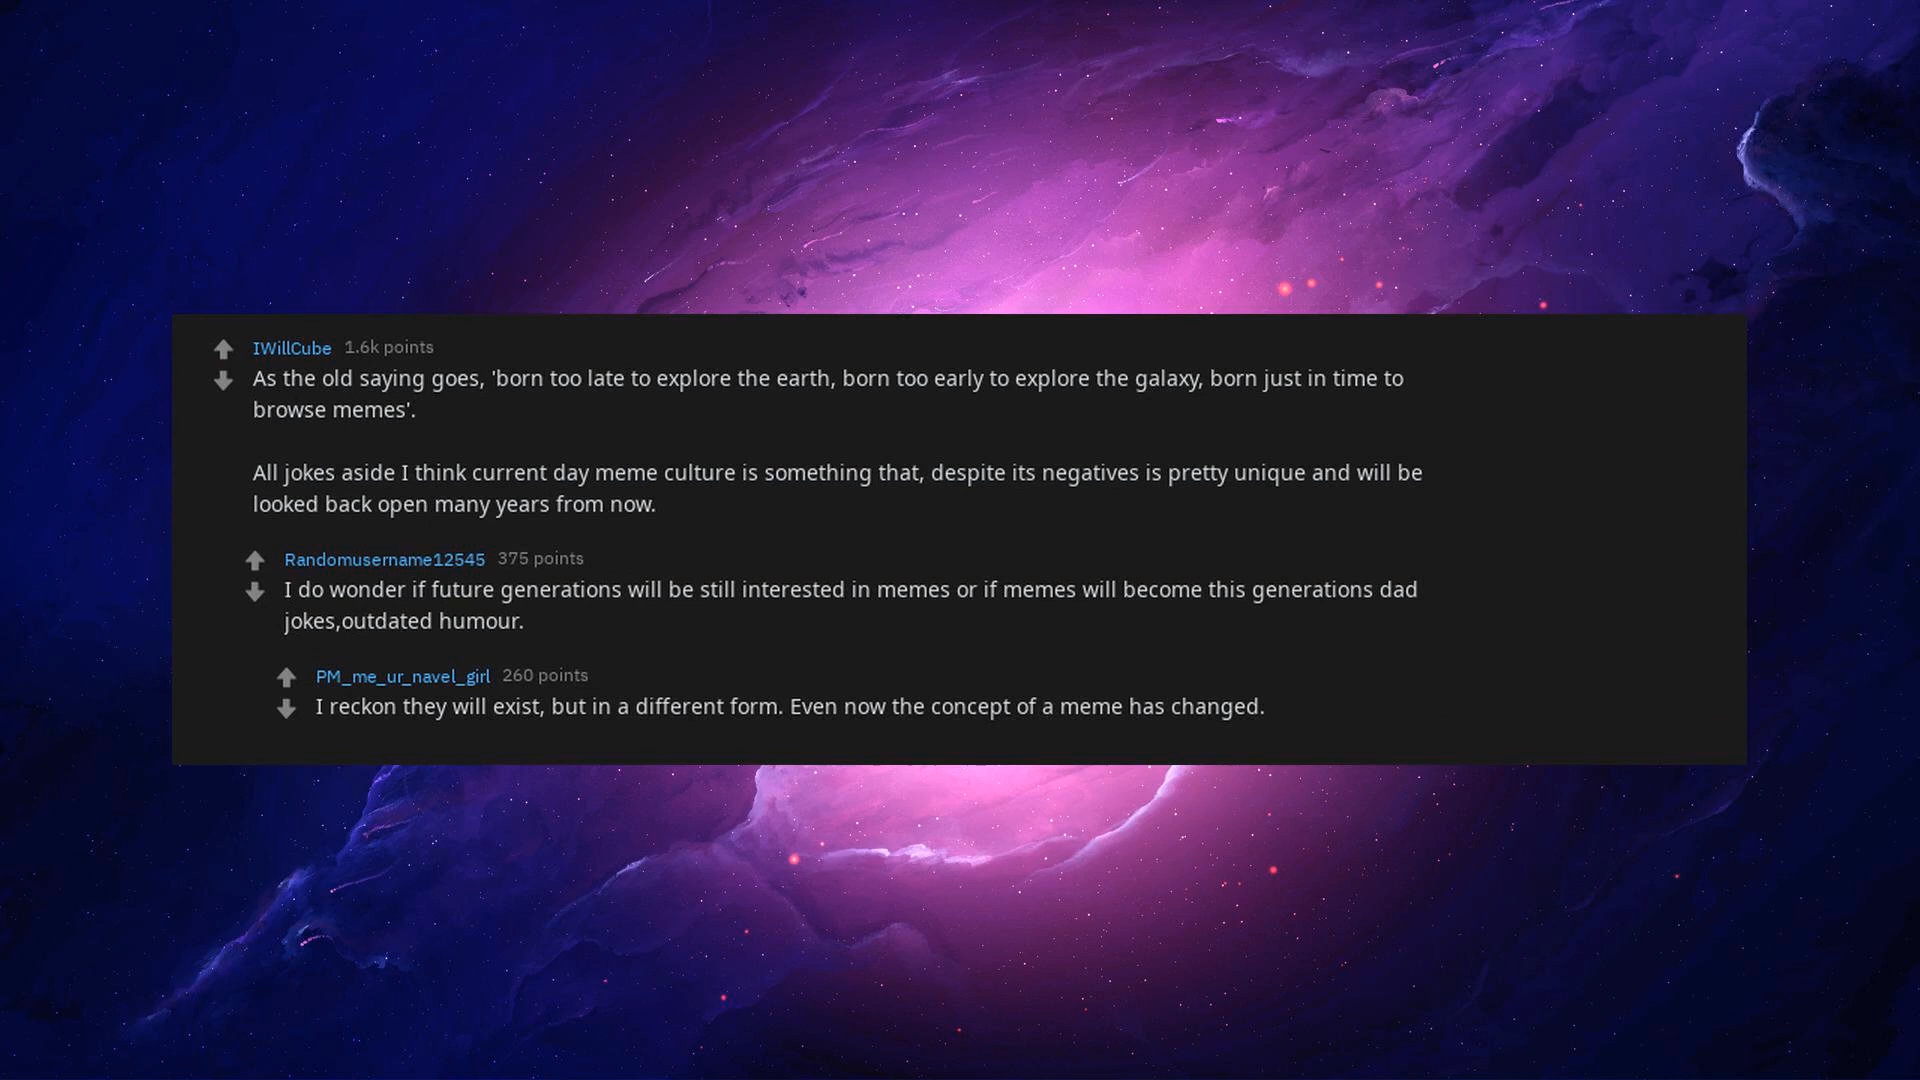 IWillCube 1.6k points
As the old saying goes, 'born too late to explore the earth, born too early to explore the galaxy, born just in time to
browse memes'.
All jokes aside I think current day meme culture is something that, despite its negatives is pretty unique and will be
looked back open many years from now.
Randomusername12545 375 points
I do wonder if future generations will be still interested in memes or if memes will become this generations dad
jokes,outdated humour.
PM_me_ur_navel_girl 260 points
I reckon they will exist, but in a different form. Even now the concept of a meme has changed.